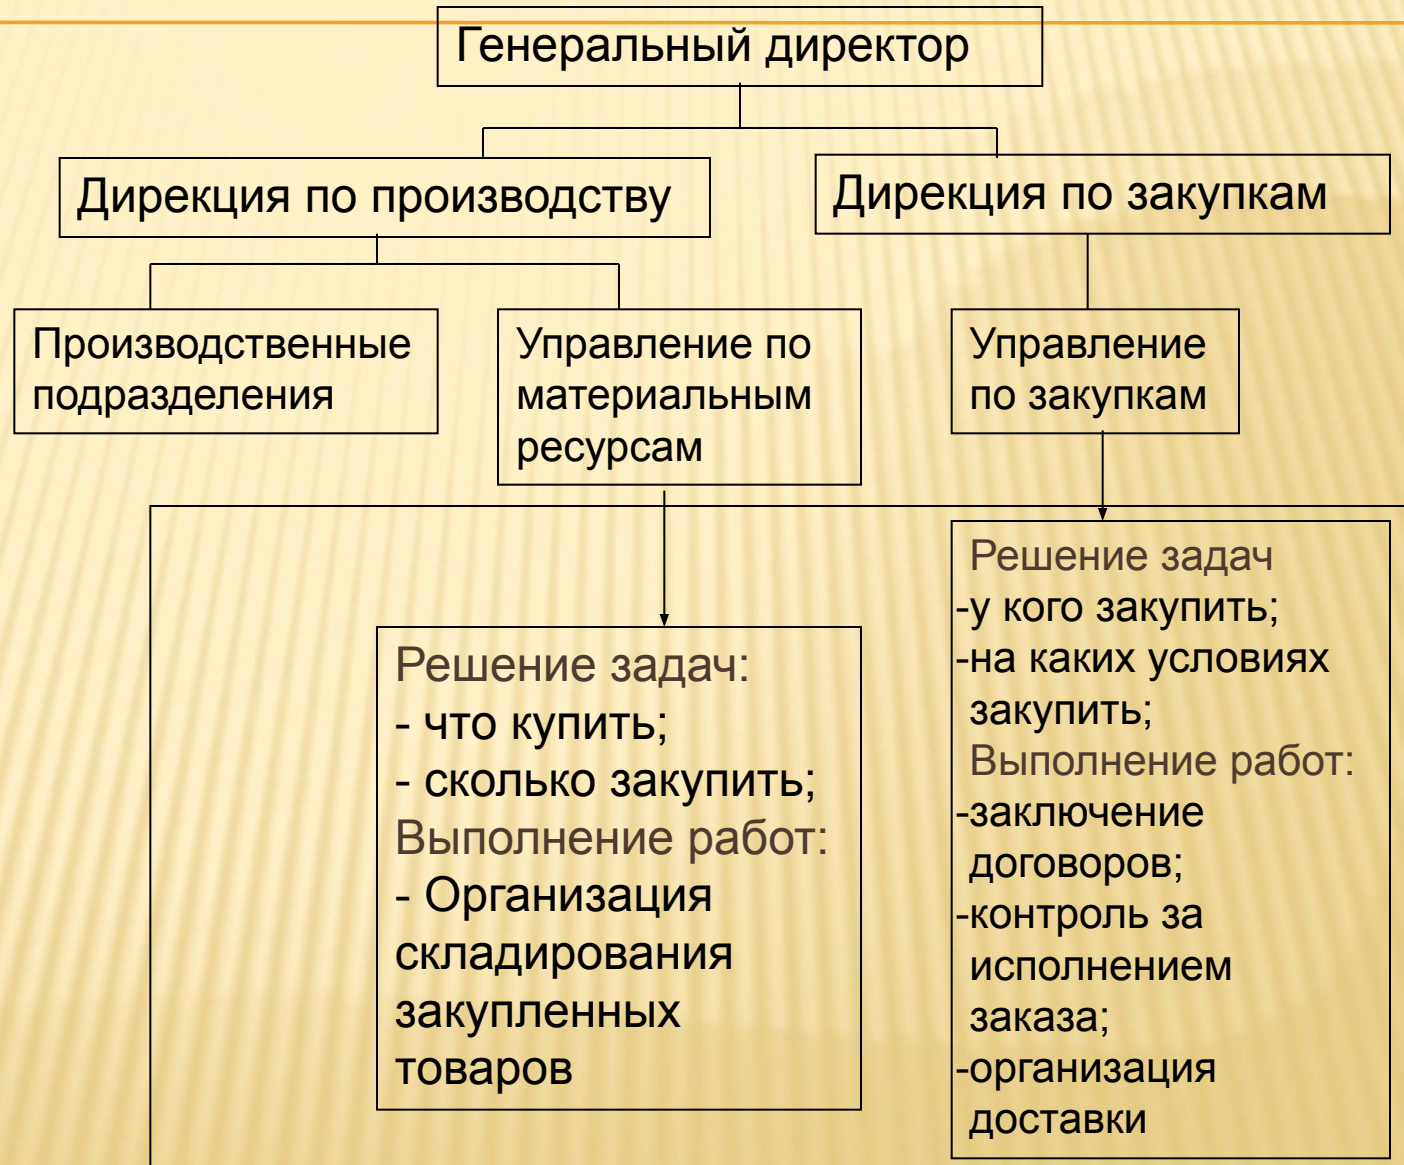 Генеральный директор
Дирекция по производству
Дирекция по закупкам
Производственные
подразделения
Управление по
материальным
ресурсам
Управление
по закупкам
Решение задач:
- что купить;
- сколько закупить;
Выполнение работ:
- Организация
складирования
закупленных
товаров
Решение задач
-у кого закупить;
-на каких условиях
закупить;
Выполнение работ:
-заключение
договоров;
-контроль за
исполнением
заказа;
-организация
доставки